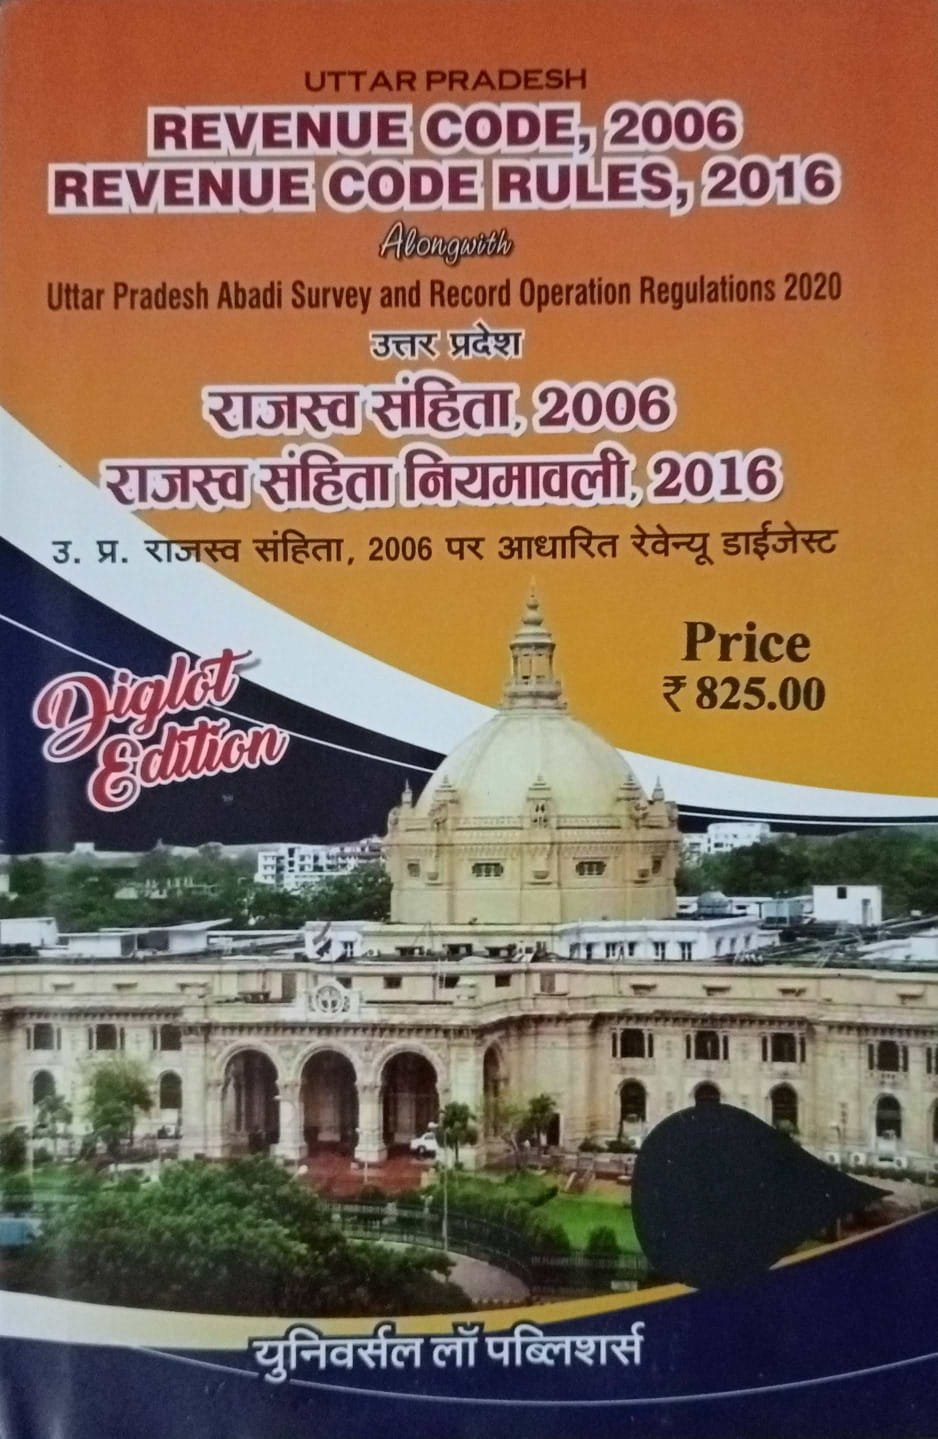 UTTAR PRADESH
REVENUE CODE, 2006
REVENUE CODE RULES, 2016
Alongwith
Uttar Pradesh Abadi Survey and Record Operation Regulations 2020
उत्तर प्रदेश
राजस्व संहिता, 2006
राजस्व संहिता नियमावली, 2016
उ. प्र. राजस्व संहिता, 2006 पर आधारित रेवेन्यू डाईजेस्ट
Price
₹ 825.00
Diglot
Edition
युनिवर्सल लॉ पब्लिशर्स